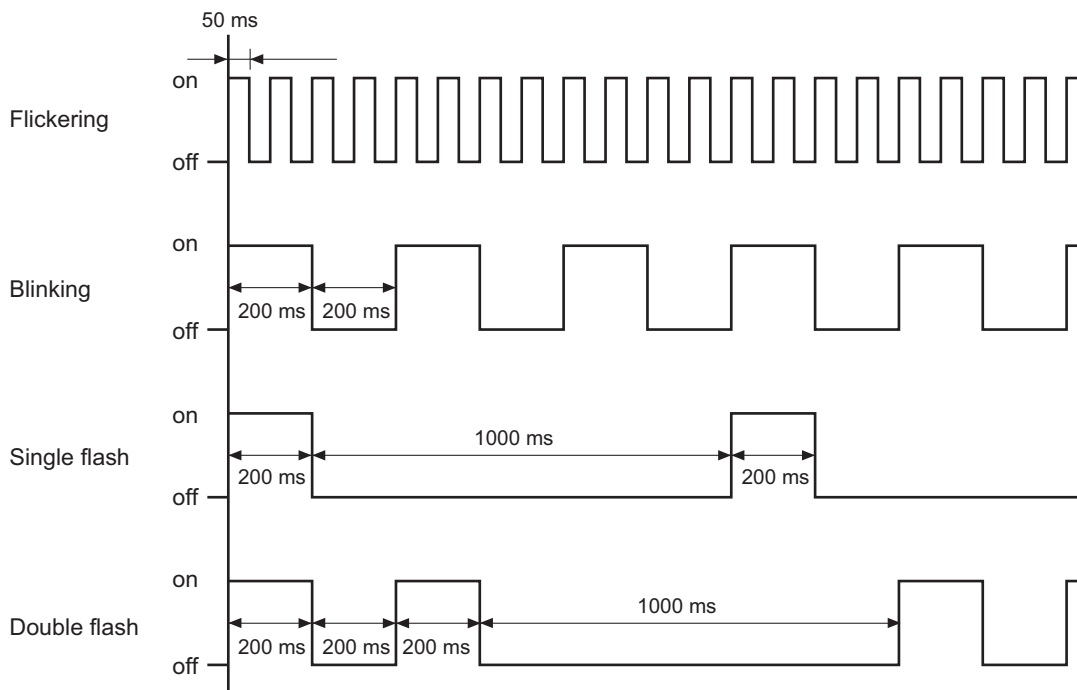 50 ms
on
Flickering
off
on
Blinking
200 ms 200 ms
off
on
1000 ms
Single flash
200 ms 200 ms
off
on
1000 ms
Double flash
200 ms 200 ms 200 ms
off